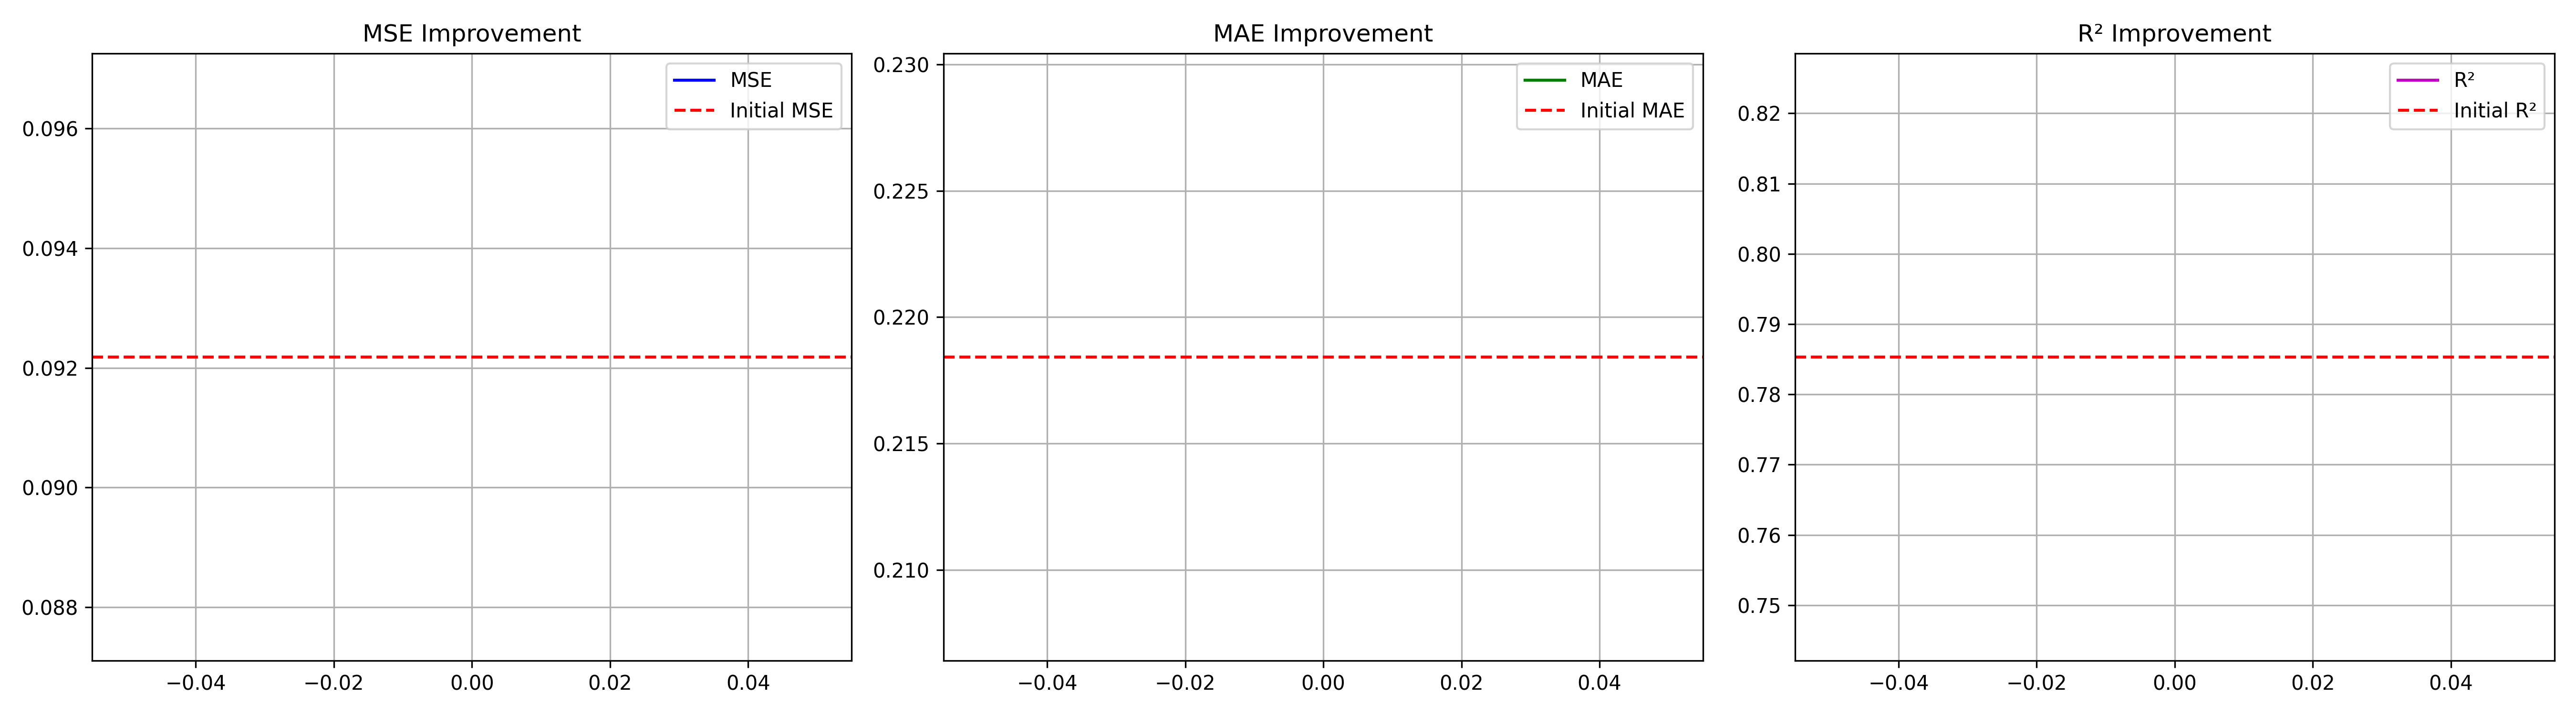 MSE Improvement
MSE
Initial MSE
0.096
0.094
0.092
0.090
0.088
−0.04 −0.02 0.00 0.02 0.04
MAE Improvement
MAE
Initial MAE
0.230
0.225
0.220
0.215
0.210
−0.04 −0.02 0.00 0.02 0.04
R² Improvement
R²
Initial R²
0.82
0.81
0.80
0.79
0.78
0.77
0.76
0.75
−0.04 −0.02 0.00 0.02 0.04